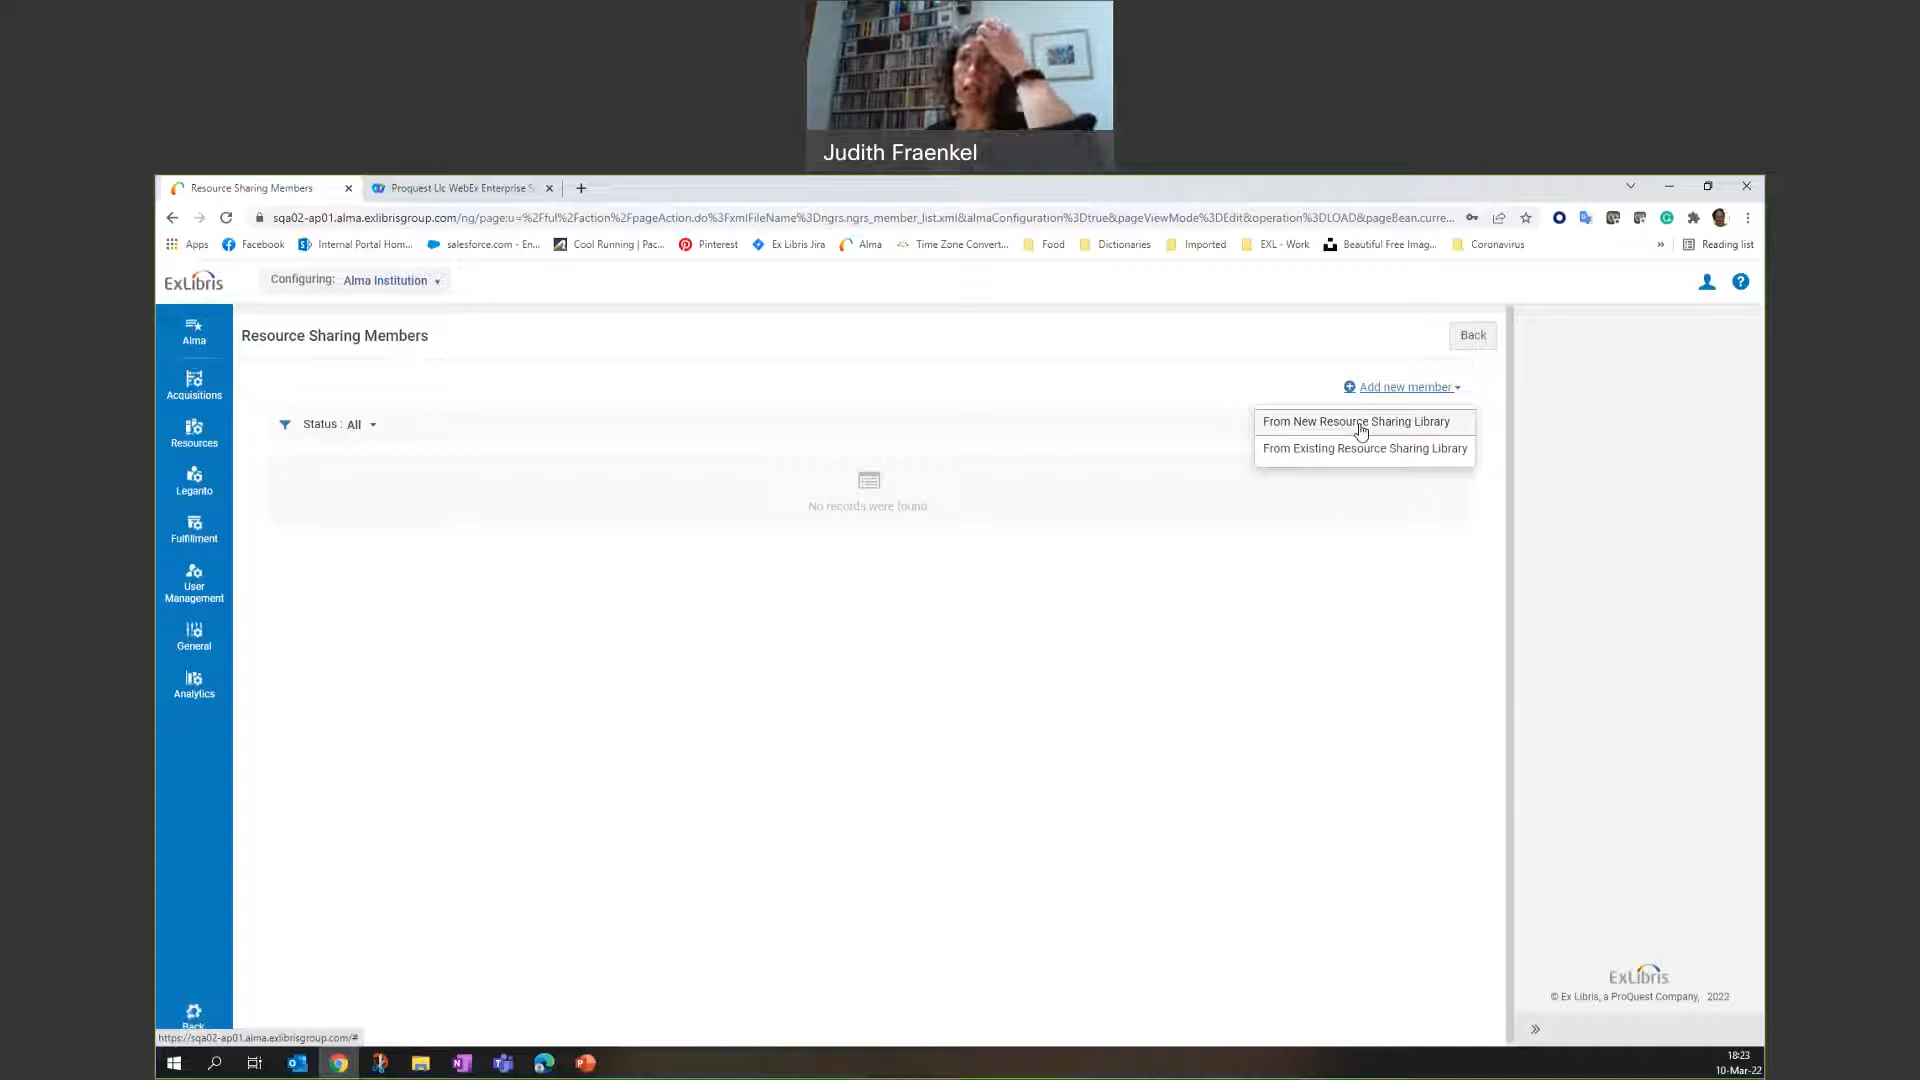 Judith Fraenkel
Resource Sharing Members
Proquest Llc WebEx Enterprise S
sqa02-ap01.alma.exlibrisgroup.com/ng/page;u=%2Fful%2Faction%2FpageAction.do%3FxmlFileName%3Dngrs.ngrs_member_list.xml&almaConfiguration%3Dtrue&pageViewMode%3DEdit&operation%3DLOAD&pageBean.curre...
Apps Facebook Internal Portal Hom... salesforce.com - En... Cool Running | Pac... Pinterest Ex Libris Jira Alma Time Zone Convert... Food Dictionaries Imported EXL - Work Beautiful Free Imag... Coronavirus » Reading list
ExLibris Configuring: Alma Institution
Alma
Resource Sharing Members
Back
Acquisitions
Add new member
Status : All
From New Resource Sharing Library
From Existing Resource Sharing Library
Resources
No records were found
Leganto
Fulfillment
User
Management
General
Analytics
ExLibris
© Ex Libris, a ProQuest Company, 2022
Back
https://sqa02-ap01.alma.exlibrisgroup.com/#
18:23
10-Mar-22